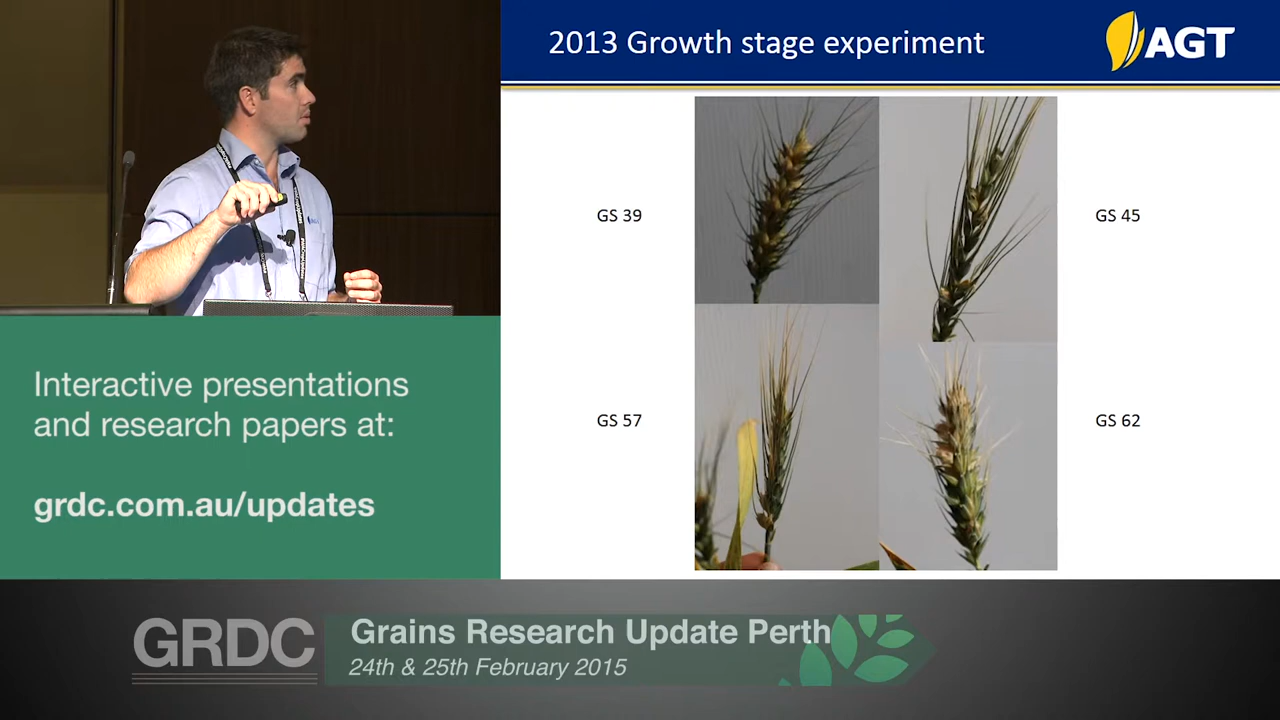 2013 Growth stage experiment
AGT
GS 39
GS 45
GS 57
GS 62
Interactive presentations
and research papers at:
grdc.com.au/updates
GRDC
Grains Research Update Perth
24th & 25th February 2015